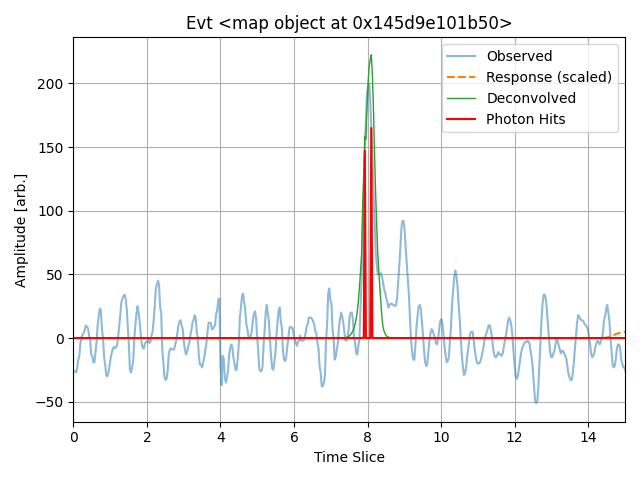 Evt <map object at 0x145d9e101b50>
Observed
Response (scaled)
Deconvolved
Photon Hits
Amplitude [arb.]
200
150
100
50
0
−50
0 2 4 6 8 10 12 14
Time Slice